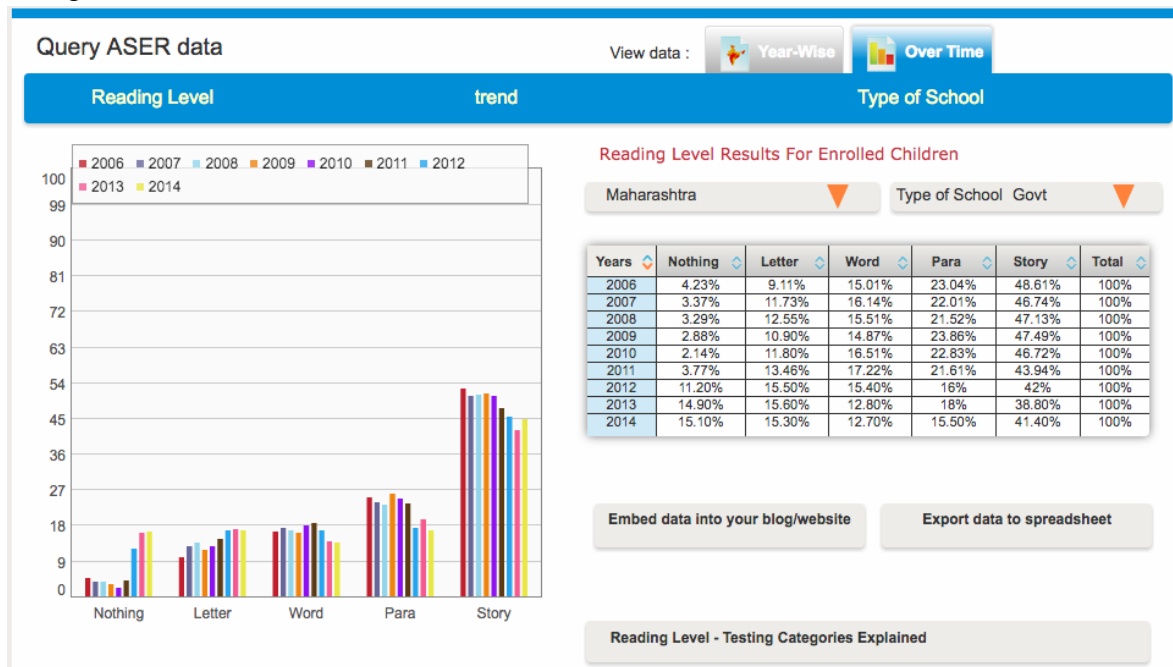 Query ASER data
View data :
Year-Wise
Over Time
Reading Level trend Type of School
2006 2007 2008 2009 2010 2011 2012
2013 2014
100
99
90
81
72
63
54
45
36
27
18
9
0
Nothing Letter Word Para Story
Reading Level Results For Enrolled Children
Maharashtra
Type of School Govt
Years Nothing Letter Word Para Story Total
2006 4.23% 9.11% 15.01% 23.04% 48.61% 100%
2007 3.37% 11.73% 16.14% 22.01% 46.74% 100%
2008 3.29% 12.55% 15.51% 21.52% 47.13% 100%
2009 2.88% 10.90% 14.87% 23.86% 47.49% 100%
2010 2.14% 11.80% 16.51% 22.83% 46.72% 100%
2011 3.77% 13.46% 17.22% 21.61% 43.94% 100%
2012 11.20% 15.50% 15.40% 16% 42% 100%
2013 14.90% 15.60% 12.80% 18% 38.80% 100%
2014 15.10% 15.30% 12.70% 15.50% 41.40% 100%
Embed data into your blog/website
Export data to spreadsheet
Reading Level - Testing Categories Explained